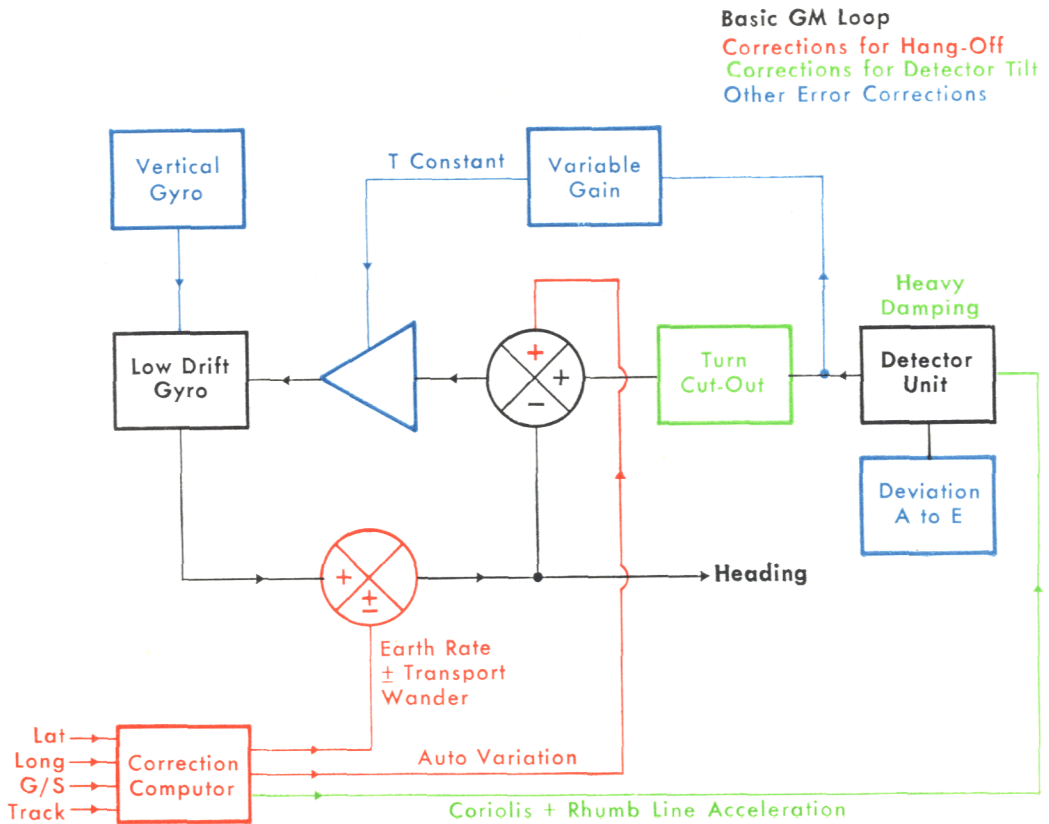 Basic GM Loop
Corrections for Hang-Off
Corrections for Detector Tilt
Other Error Corrections
Vertical
Gyro
T Constant
Variable
Gain
Heavy
Damping
Low Drift
Gyro
+
+
−
Turn
Cut-Out
Detector
Unit
Deviation
A to E
+
±
Heading
Earth Rate
± Transport
Wander
Lat
Long
G/S
Track
Correction
Computor
Auto Variation
Coriolis + Rhumb Line Acceleration